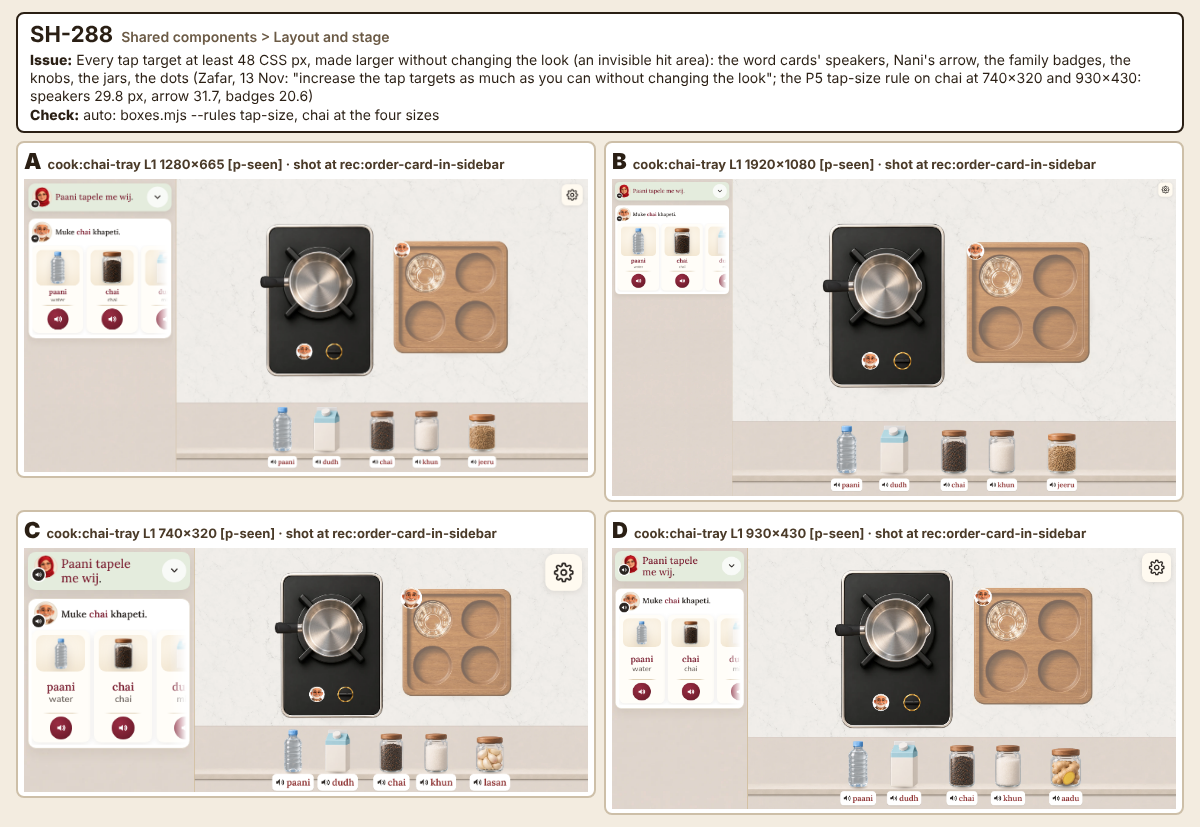 SH-288 Shared components > Layout and stage
Issue: Every tap target at least 48 CSS px, made larger without changing the look (an invisible hit area): the word cards' speakers, Nani's arrow, the family badges, the
knobs, the jars, the dots (Zafar, 13 Nov: "increase the tap targets as much as you can without changing the look"; the P5 tap-size rule on chai at 740×320 and 930×430:
speakers 29.8 px, arrow 31.7, badges 20.6)
Check: auto: boxes.mjs --rules tap-size, chai at the four sizes
A cook:chai-tray L1 1280×665 [p-seen] · shot at rec:order-card-in-sidebar
Paani tapele me wij.
Muke chai khapeti.
paani chai
water chai
paani dudh chai khun jeeru
B cook:chai-tray L1 1920×1080 [p-seen] · shot at rec:order-card-in-sidebar
Paani tapele me wij.
Muke chai khapeti.
paani chai
paani dudh chai khun jeeru
C cook:chai-tray L1 740×320 [p-seen] · shot at rec:order-card-in-sidebar
Paani tapele
me wij.
Muke chai khapeti.
paani chai du
water chai m
paani dudh chai khun lasan
D cook:chai-tray L1 930×430 [p-seen] · shot at rec:order-card-in-sidebar
Paani tapele
me wij.
Muke chai khapeti.
paani chai du
water chai
paani dudh chai khun aadu